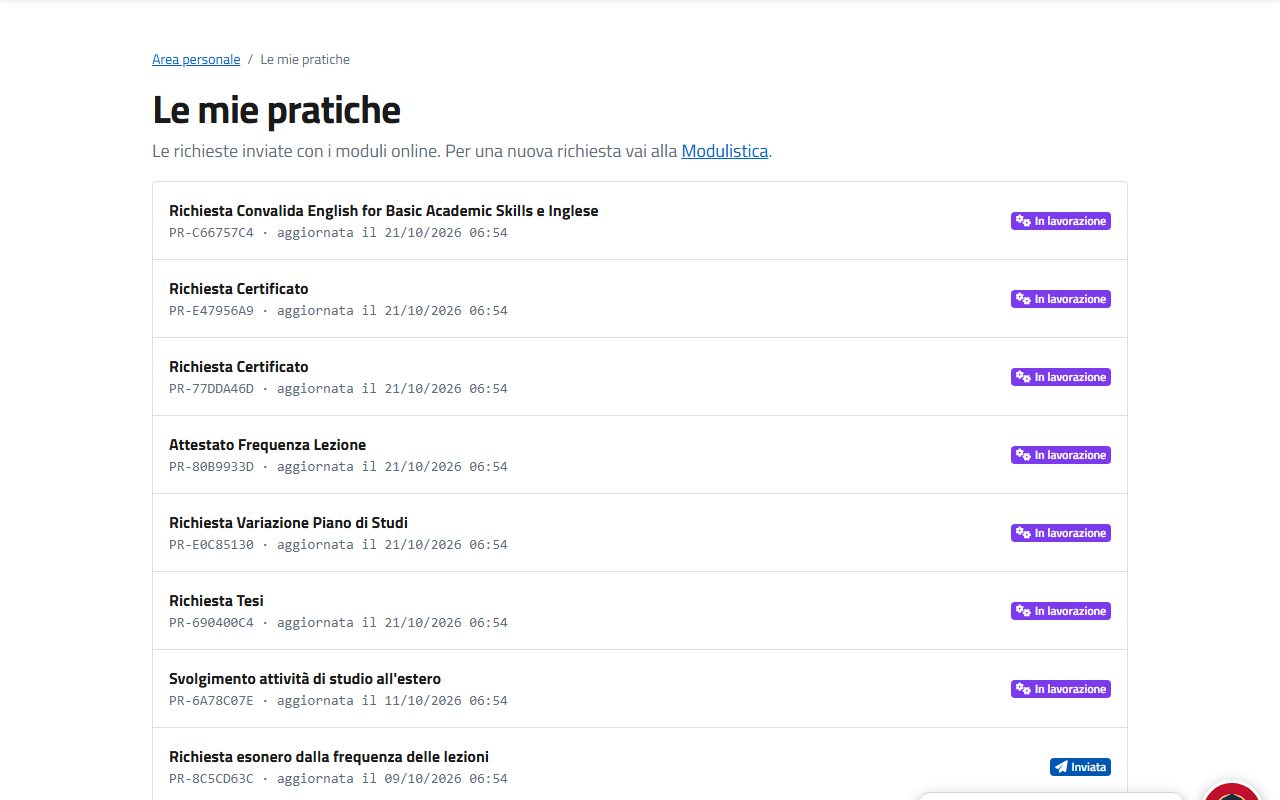 Area personale / Le mie pratiche
Le mie pratiche
Le richieste inviate con i moduli online. Per una nuova richiesta vai alla Modulistica.
Richiesta Convalida English for Basic Academic Skills e Inglese
PR-C66757C4 · aggiornata il 21/10/2026 06:54
In lavorazione
Richiesta Certificato
PR-E47956A9 · aggiornata il 21/10/2026 06:54
In lavorazione
Richiesta Certificato
PR-77DDA46D · aggiornata il 21/10/2026 06:54
In lavorazione
Attestato Frequenza Lezione
PR-80B9933D · aggiornata il 21/10/2026 06:54
In lavorazione
Richiesta Variazione Piano di Studi
PR-E0C85130 · aggiornata il 21/10/2026 06:54
In lavorazione
Richiesta Tesi
PR-690400C4 · aggiornata il 21/10/2026 06:54
In lavorazione
Svolgimento attività di studio all'estero
PR-6A78C07E · aggiornata il 11/10/2026 06:54
In lavorazione
Richiesta esonero dalla frequenza delle lezioni
PR-8C5CD63C · aggiornata il 09/10/2026 06:54
Inviata